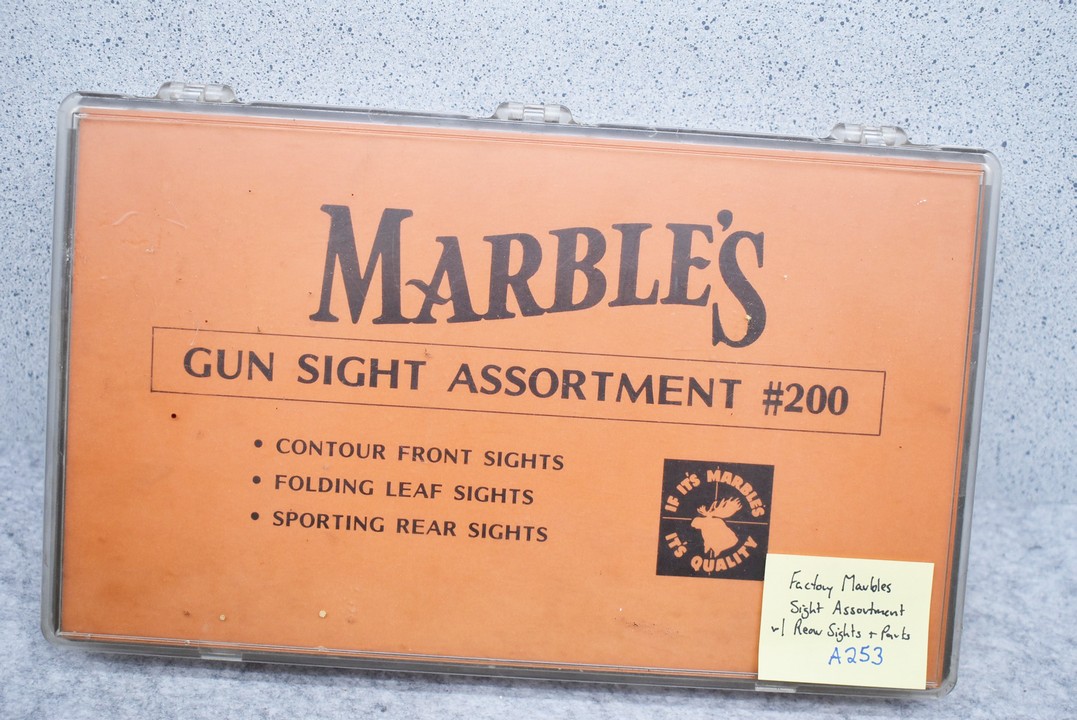 MARBLE'S
GUN SIGHT ASSORTMENT #200
• CONTOUR FRONT SIGHTS
• FOLDING LEAF SIGHTS
• SPORTING REAR SIGHTS
IF IT'S MARBLES
IT'S QUALITY
Factory Marbles
Sight Assortment
w/ Rear Sights + Parts
A253